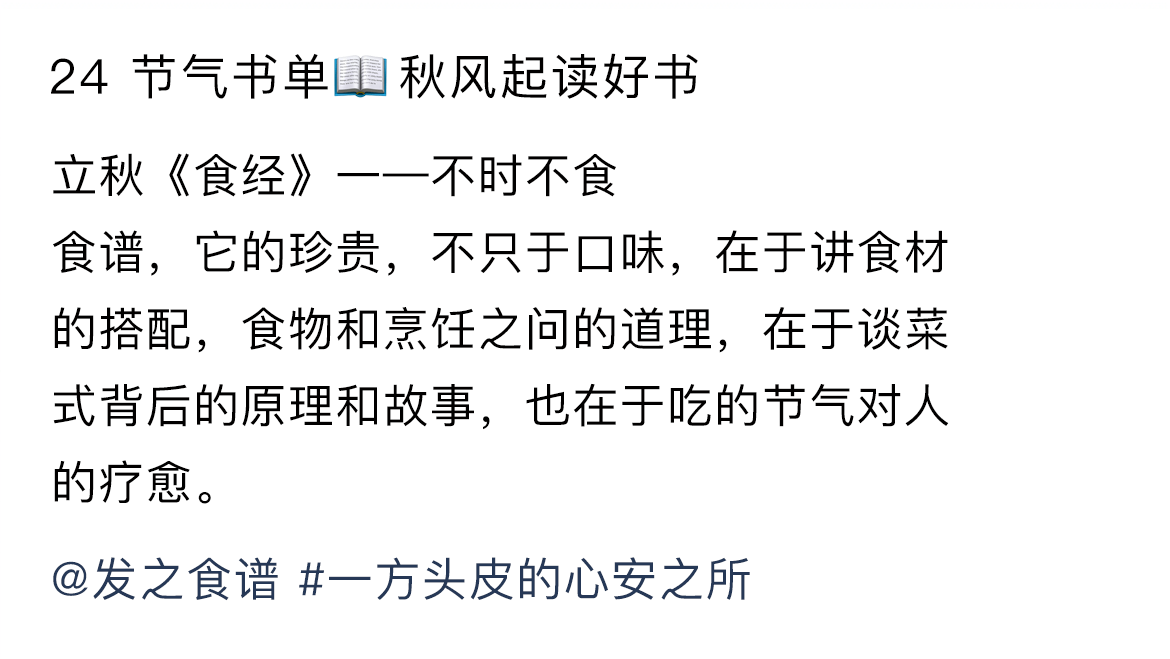 24 节气书单📖秋风起读好书
立秋《食经》——不时不食
食谱，它的珍贵，不只于口味，在于讲食材
的搭配，食物和烹饪之问的道理，在于谈菜
式背后的原理和故事，也在于吃的节气对人
的疗愈。
@发之食谱 #一方头皮的心安之所